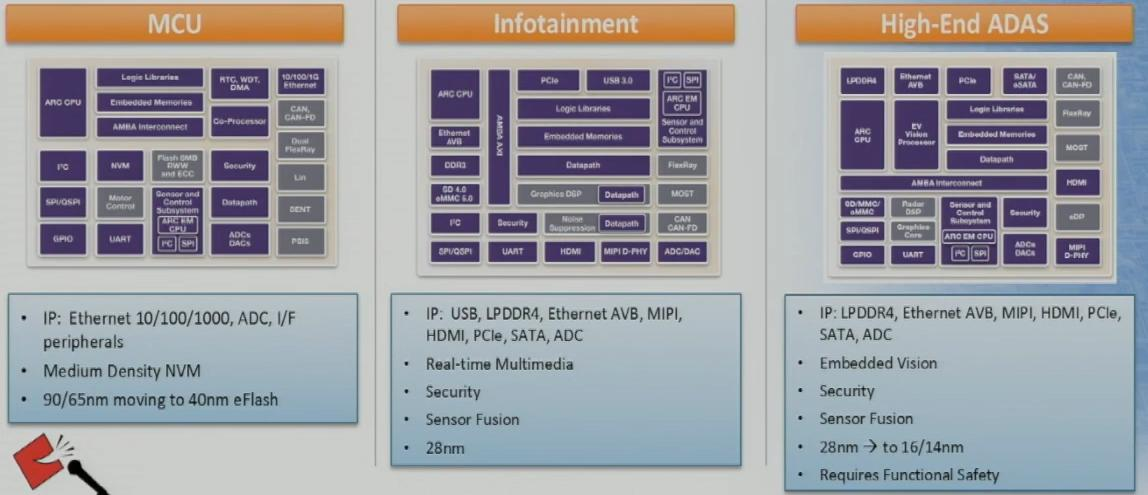 MCU
ARC CPU
Logic Libraries
Embedded Memories
AMBA Interconnect
RTC, WDT,
DMA
Co-Processor
10/100/1G
Ethernet
CAN,
CAN-FD
Dual
FlexRay
Lin
SENT
PSI5
I²C
NVM
Flash SMB
RWW
and ECC
Security
SPI/QSPI
Motor
Control
Sensor and
Control
Subsystem
ARC EM
CPU
I²C SPI
Datapath
GPIO
UART
ADCs
DACs
• IP: Ethernet 10/100/1000, ADC, I/F
peripherals
• Medium Density NVM
• 90/65nm moving to 40nm eFlash
Infotainment
ARC CPU
AMBA AXI
PCIe
USB 3.0
I²C SPI
ARC EM
CPU
Sensor and
Control
Subsystem
Logic Libraries
Ethernet
AVB
Embedded Memories
DDR3
Datapath
FlexRay
SD 4.0
eMMC 5.0
Graphics DSP
Datapath
MOST
I²C
Security
Noise
Suppression
Datapath
CAN
CAN-FD
SPI/QSPI
UART
HDMI
MIPI D-PHY
ADC/DAC
• IP: USB, LPDDR4, Ethernet AVB, MIPI,
HDMI, PCIe, SATA, ADC
• Real-time Multimedia
• Security
• Sensor Fusion
• 28nm
High-End ADAS
LPDDR4
Ethernet
AVB
PCIe
SATA/
eSATA
CAN,
CAN-FD
ARC
CPU
EV
Vision
Processor
Logic Libraries
Embedded Memories
Datapath
FlexRay
MOST
AMBA Interconnect
HDMI
SD/MMC/
eMMC
Radar
DSP
Sensor and
Control
Subsystem
ARC EM CPU
I²C SPI
Security
eDP
SPI/QSPI
Graphics
Core
GPIO
UART
ADCs
DACs
MIPI
D-PHY
• IP: LPDDR4, Ethernet AVB, MIPI, HDMI, PCIe,
SATA, ADC
• Embedded Vision
• Security
• Sensor Fusion
• 28nm → to 16/14nm
• Requires Functional Safety